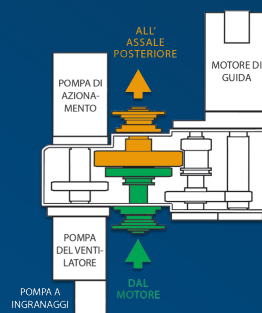 ALL'
ASSALE
POSTERIORE
MOTORE DI
GUIDA
POMPA DI
AZIONA-
MENTO
POMPA
DEL VENTI-
LATORE
DAL
MOTORE
POMPA A
INGRANAGGI